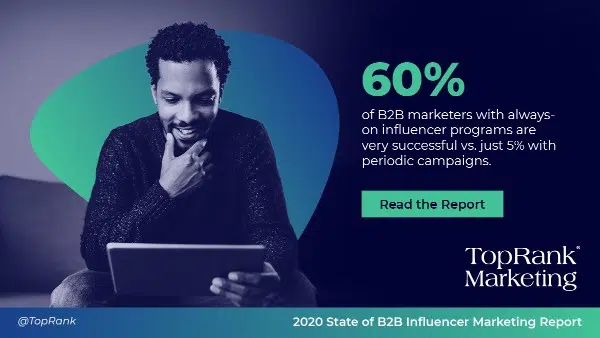 60%
of B2B marketers with always-
on influencer programs are
very successful vs. just 5% with
periodic campaigns.
Read the Report
TopRank
Marketing
@TopRank
2020 State of B2B Influencer Marketing Report